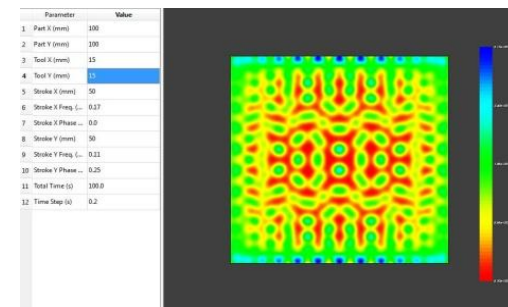 Parameter Value
1 Part X (mm) 100
2 Part Y (mm) 100
3 Tool X (mm) 15
4 Tool Y (mm) 15
5 Stroke X (mm) 50
6 Stroke X Freq. (... 0.17
7 Stroke X Phase ... 0.0
8 Stroke Y (mm) 50
9 Stroke Y Freq. (... 0.21
10 Stroke Y Phase ... 0.25
11 Total Time (s) 100.0
12 Time Step (s) 0.2